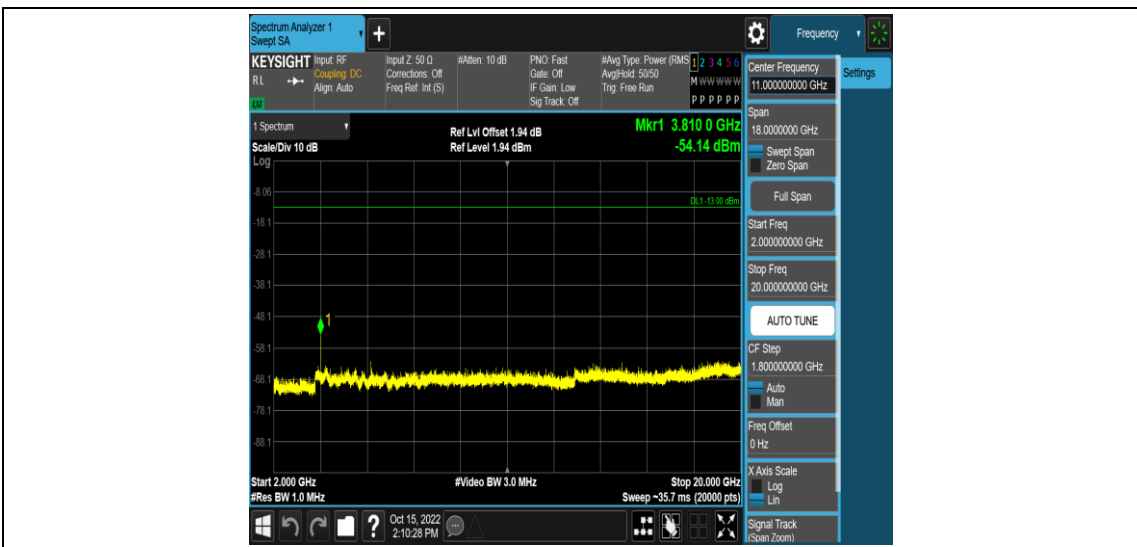 Spectrum Analyzer 1
Swept SA
+
Frequency
KEYSIGHT
RL
LXI
Input: RF
Coupling: DC
Align: Auto
Input Z: 50 Ω
Corrections: Off
Freq Ref: Int (S)
#Atten: 10 dB
PNO: Fast
Gate: Off
IF Gain: Low
Sig Track: Off
#Avg Type: Power (RMS
Avg|Hold: 50/50
Trig: Free Run
1 2 3 4 5 6
M W W W W W
P P P P P P
Center Frequency
11.000000000 GHz
Settings
Span
18.0000000 GHz
Swept Span
Zero Span
Full Span
Start Freq
2.000000000 GHz
Stop Freq
20.000000000 GHz
AUTO TUNE
CF Step
1.800000000 GHz
Auto
Man
Freq Offset
0 Hz
X Axis Scale
Log
Lin
Signal Track
(Span Zoom)
1 Spectrum
Scale/Div 10 dB
Log
Ref Lvl Offset 1.94 dB
Ref Level 1.94 dBm
Mkr1 3.810 0 GHz
-54.14 dBm
-8.06
DL1 -13.00 dBm
-18.1
-28.1
-38.1
-48.1
1
-58.1
-68.1
-78.1
-88.1
Start 2.000 GHz
#Video BW 3.0 MHz
Stop 20.000 GHz
#Res BW 1.0 MHz
Sweep ~35.7 ms (20000 pts)
?
Oct 15, 2022
2:10:28 PM